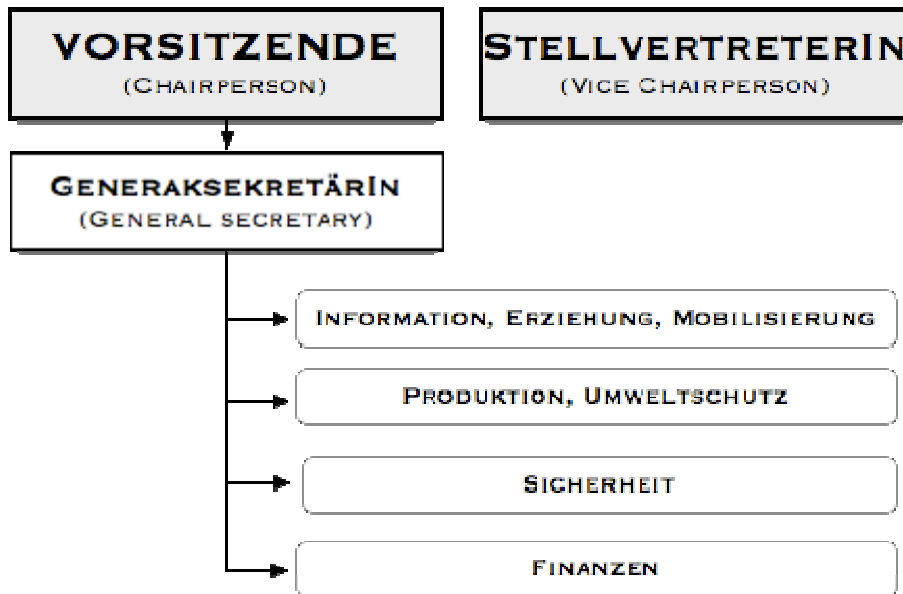 VORSITZENDE
(CHAIRPERSON)
STELLVERTRETERIN
(VICE CHAIRPERSON)
GENERAKSEKRETÄRIN
(GENERAL SECRETARY)
INFORMATION, ERZIEHUNG, MOBILISIERUNG
PRODUKTION, UMWELTSCHUTZ
SICHERHEIT
FINANZEN